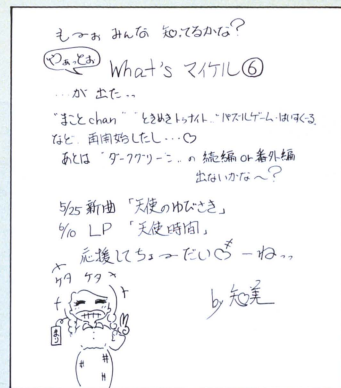 もぉ みんな 知ってるかな?
やぁっとぉ
What's マイケル⑥
…が 出た..
"まことchan" "ときめきトゥナイト" "パズルゲーム・はいすくーる"
など 再開始したし…♡
あとは "ダークグリーン" の 続編 or 番外編
出ないかな〜?
5/25 新曲「天使のゆびさき」
6/10 LP「天使時間」
応援してちょーだい♡ーね..
ケタ ケタ
by 知美